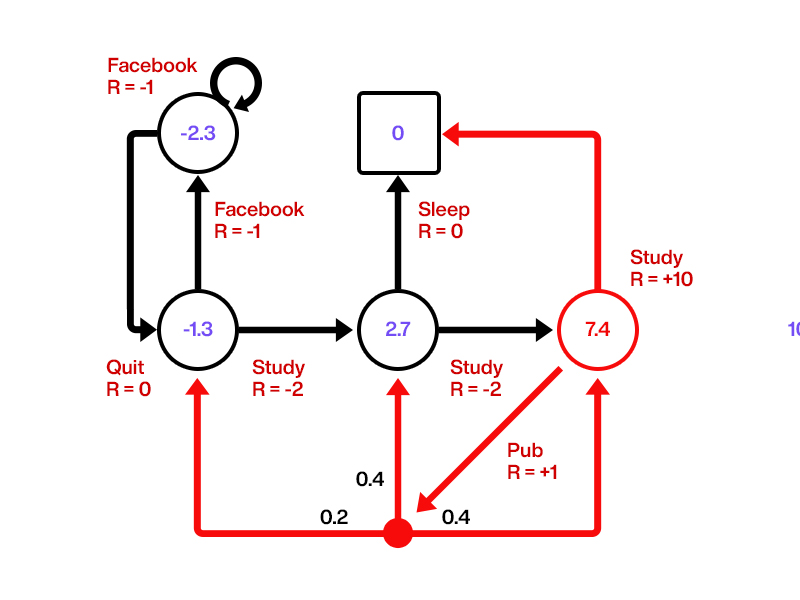 Facebook
R = -1
-2.3
0
Facebook
R = -1
Sleep
R = 0
Study
R = +10
-1.3
2.7
7.4
10
Quit
R = 0
Study
R = -2
Study
R = -2
Pub
R = +1
0.4
0.2
0.4